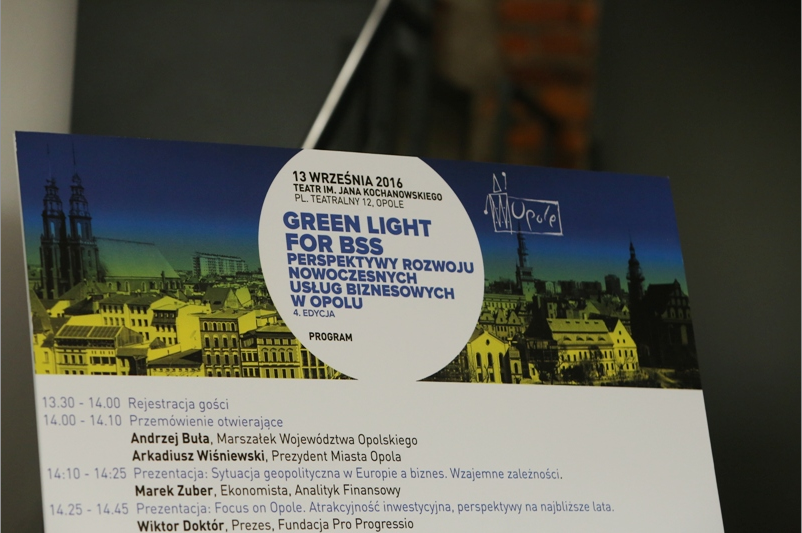 13 WRZEŚNIA 2016
TEATR IM. JANA KOCHANOWSKIEGO
PL. TEATRALNY 12, OPOLE
GREEN LIGHT
FOR BSS
PERSPEKTYWY ROZWOJU
NOWOCZESNYCH
USŁUG BIZNESOWYCH
W OPOLU
4. EDYCJA
PROGRAM
Opole
13.30 - 14.00 Rejestracja gości
14.00 - 14.10 Przemówienie otwierające
Andrzej Buła, Marszałek Województwa Opolskiego
Arkadiusz Wiśniewski, Prezydent Miasta Opola
14:10 - 14:25 Prezentacja: Sytuacja geopolityczna w Europie a biznes. Wzajemne zależności.
Marek Zuber, Ekonomista, Analityk Finansowy
14.25 - 14.45 Prezentacja: Focus on Opole. Atrakcyjność inwestycyjna, perspektywy na najbliższe lata.
Wiktor Doktór, Prezes, Fundacja Pro Progressio